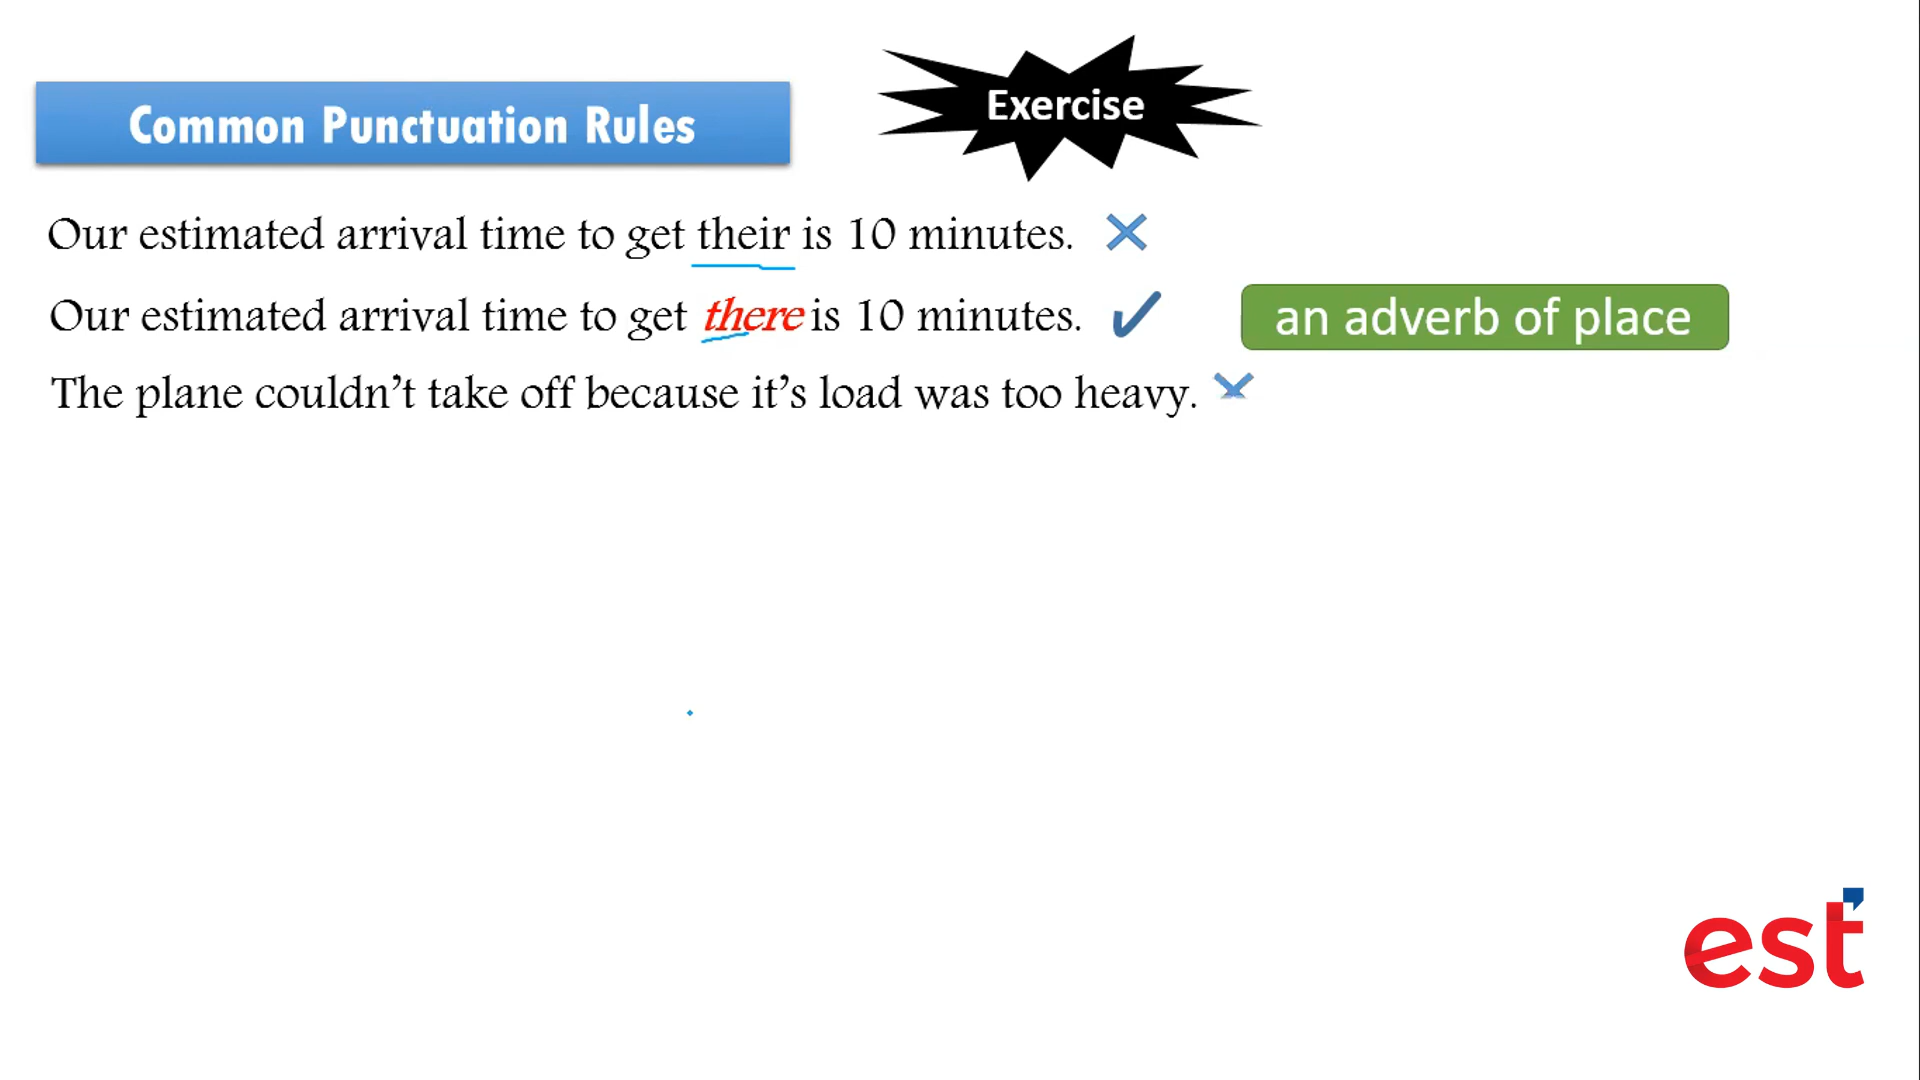 Common Punctuation Rules
Exercise
Our estimated arrival time to get their is 10 minutes.
Our estimated arrival time to get there is 10 minutes.
an adverb of place
The plane couldn’t take off because it’s load was too heavy.
est